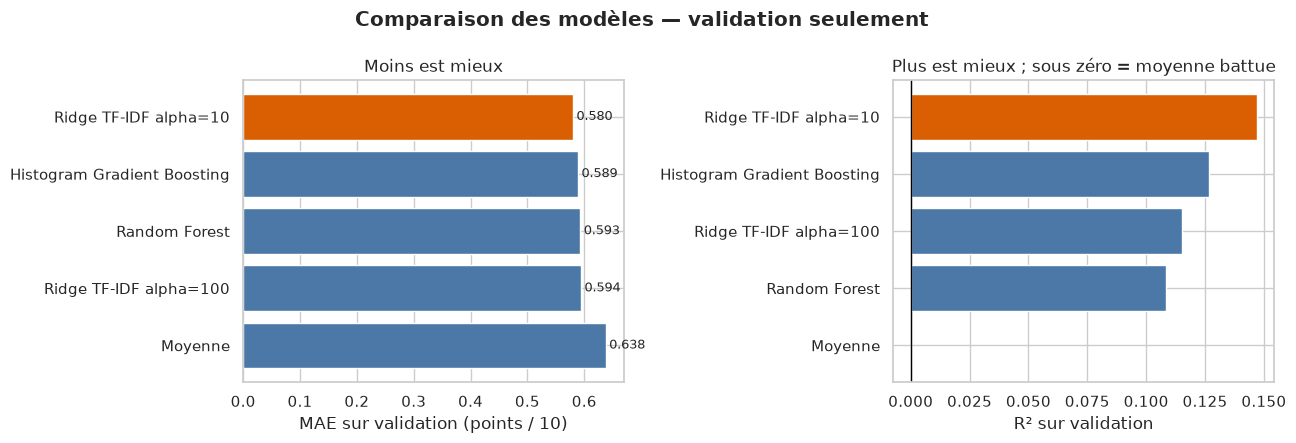 Comparaison des modèles — validation seulement
Moins est mieux
Ridge TF-IDF alpha=10
0.580
Histogram Gradient Boosting
0.589
Random Forest
0.593
Ridge TF-IDF alpha=100
0.594
Moyenne
0.638
0.0 0.1 0.2 0.3 0.4 0.5 0.6
MAE sur validation (points / 10)
Plus est mieux ; sous zéro = moyenne battue
Ridge TF-IDF alpha=10
Histogram Gradient Boosting
Ridge TF-IDF alpha=100
Random Forest
Moyenne
0.000 0.025 0.050 0.075 0.100 0.125 0.150
R² sur validation